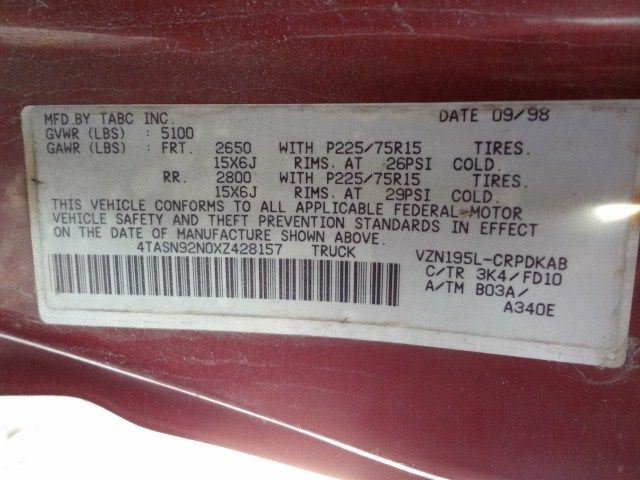 MFD.BY TABC INC. DATE 09/98
GVWR (LBS) : 5100
GAWR (LBS) : FRT. 2650 WITH P225/75R15 TIRES.
15X6J RIMS. AT 26PSI COLD.
RR. 2800 WITH P225/75R15 TIRES.
15X6J RIMS. AT 29PSI COLD.
THIS VEHICLE CONFORMS TO ALL APPLICABLE FEDERAL MOTOR
VEHICLE SAFETY AND THEFT PREVENTION STANDARDS IN EFFECT
ON THE DATE OF MANUFACTURE SHOWN ABOVE.
4TASN92N0XZ428157 TRUCK VZN195L-CRPDKAB
C/TR 3K4/FD10
A/TM B03A/
A340E